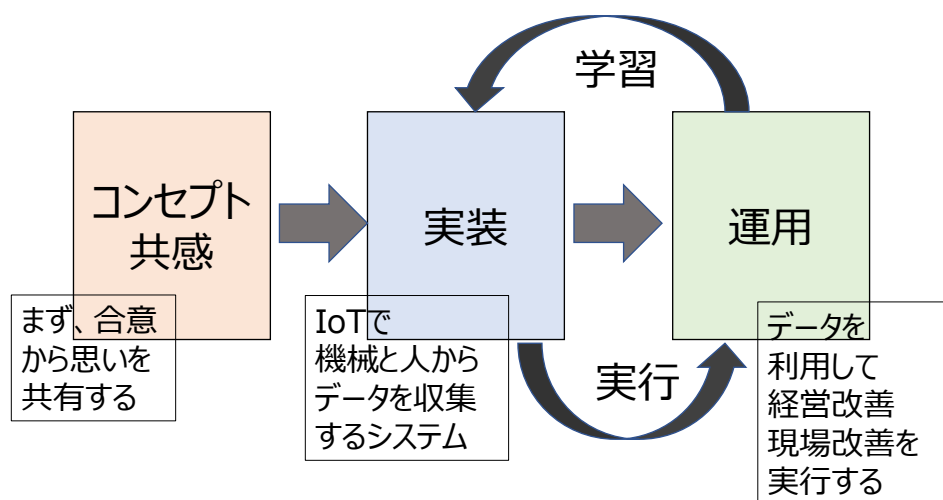 学習
コンセプト
共感
実装
運用
まず、合意
から思いを
共有する
IoTで
機械と人から
データを収集
するシステム
実行
データを
利用して
経営改善
現場改善を
実行する